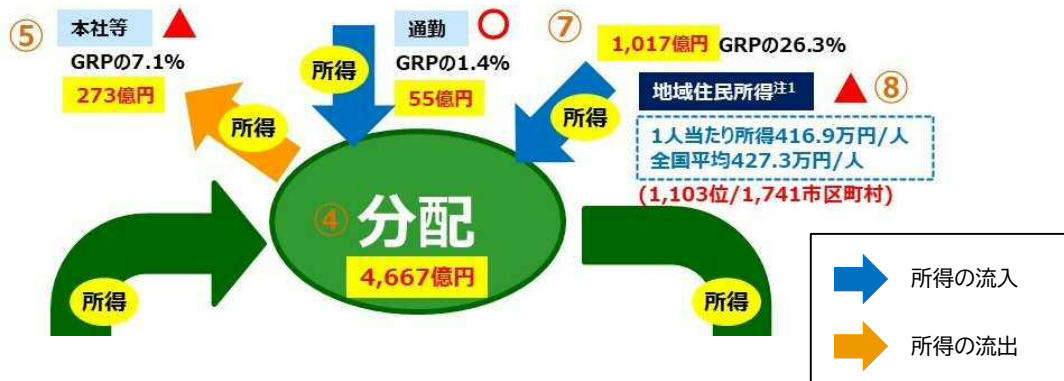 ⑤
本社等 ▲
GRPの7.1%
273億円
所得
通勤 ○
GRPの1.4%
55億円
所得
⑦
1,017億円 GRPの26.3%
地域住民所得注1 ▲ ⑧
所得
1人当たり所得416.9万円/人
全国平均427.3万円/人
(1,103位/1,741市区町村)
④ 分配
4,667億円
所得
所得
所得の流入
所得の流出